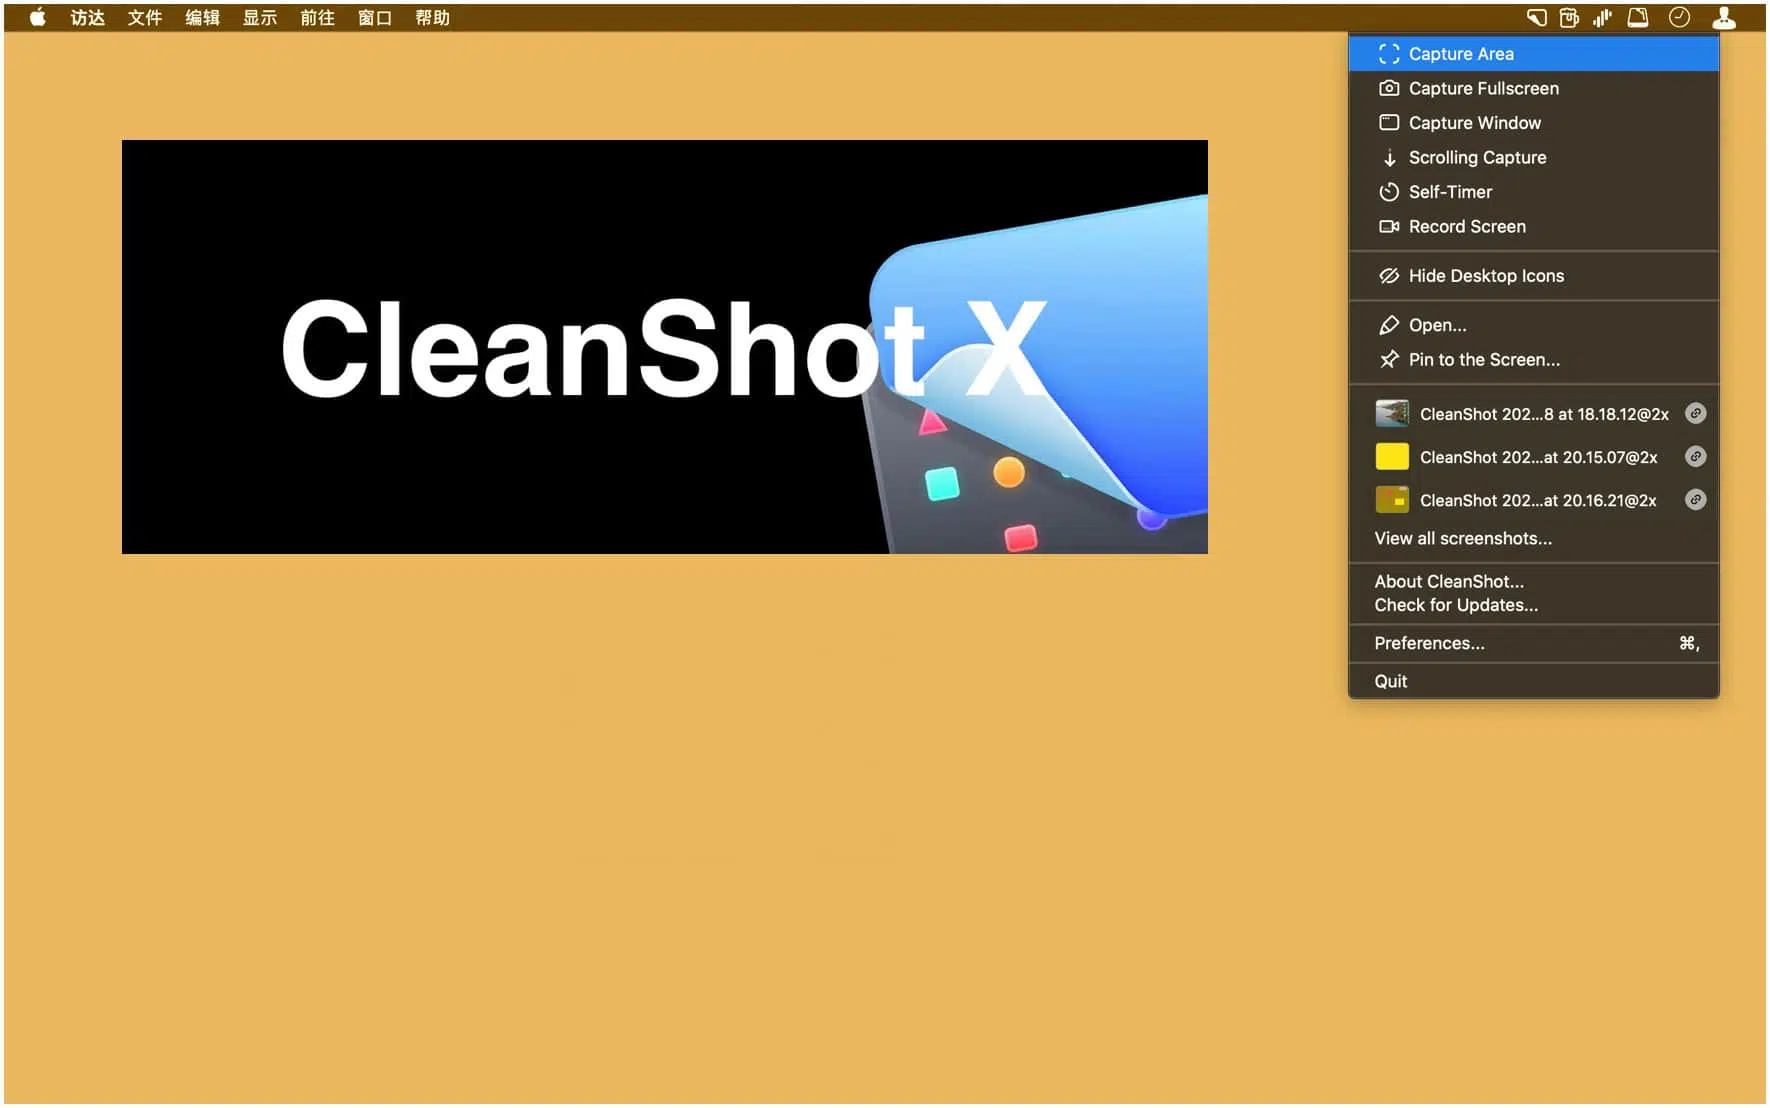 访达 文件 编辑 显示 前往 窗口 帮助
CleanShot X
Capture Area
Capture Fullscreen
Capture Window
Scrolling Capture
Self-Timer
Record Screen
Hide Desktop Icons
Open...
Pin to the Screen...
CleanShot 202...8 at 18.18.12@2x
CleanShot 202...at 20.15.07@2x
CleanShot 202...at 20.16.21@2x
View all screenshots...
About CleanShot...
Check for Updates...
Preferences... ⌘,
Quit